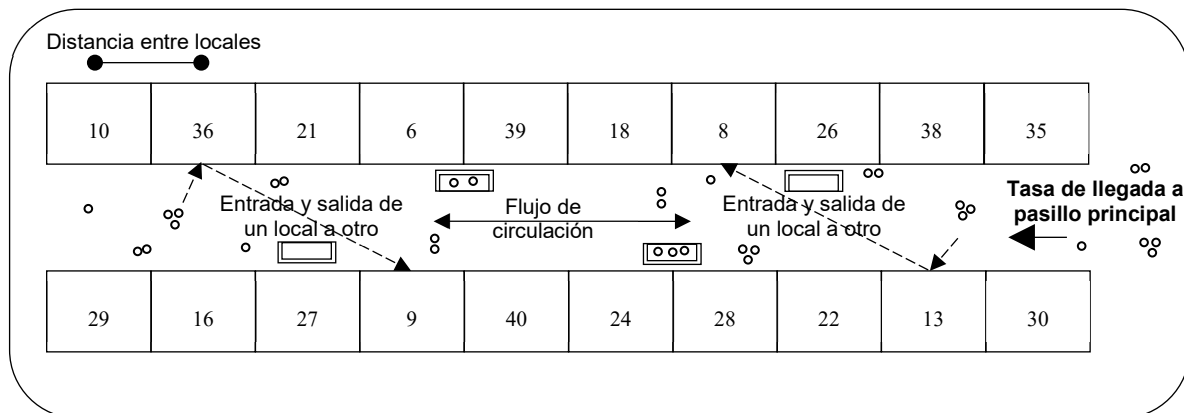 Distancia entre locales
10 36 21 6 39 18 8 26 38 35
Entrada y salida de
un local a otro
Flujo de
circulación
Entrada y salida de
un local a otro
Tasa de llegada a
pasillo principal
29 16 27 9 40 24 28 22 13 30